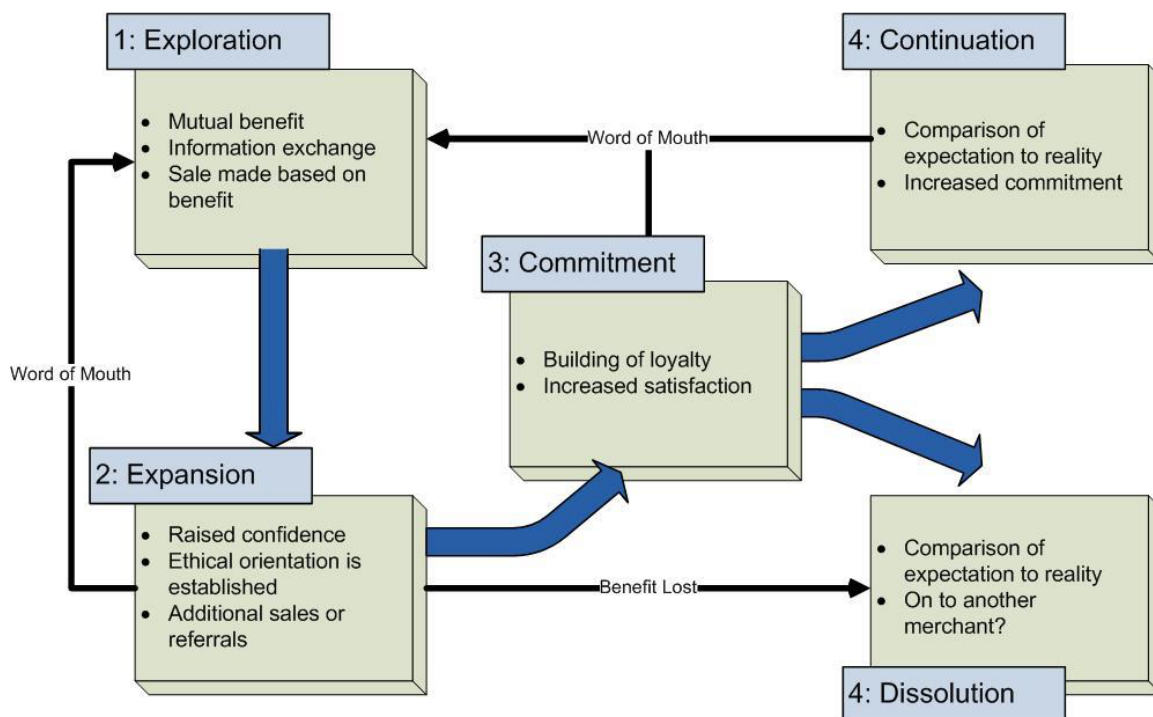 1: Exploration
• Mutual benefit
• Information exchange
• Sale made based on
benefit
4: Continuation
• Comparison of
expectation to reality
• Increased commitment
Word of Mouth
3: Commitment
• Building of loyalty
• Increased satisfaction
Word of Mouth
2: Expansion
• Raised confidence
• Ethical orientation is
established
• Additional sales or
referrals
Benefit Lost
• Comparison of
expectation to reality
• On to another
merchant?
4: Dissolution